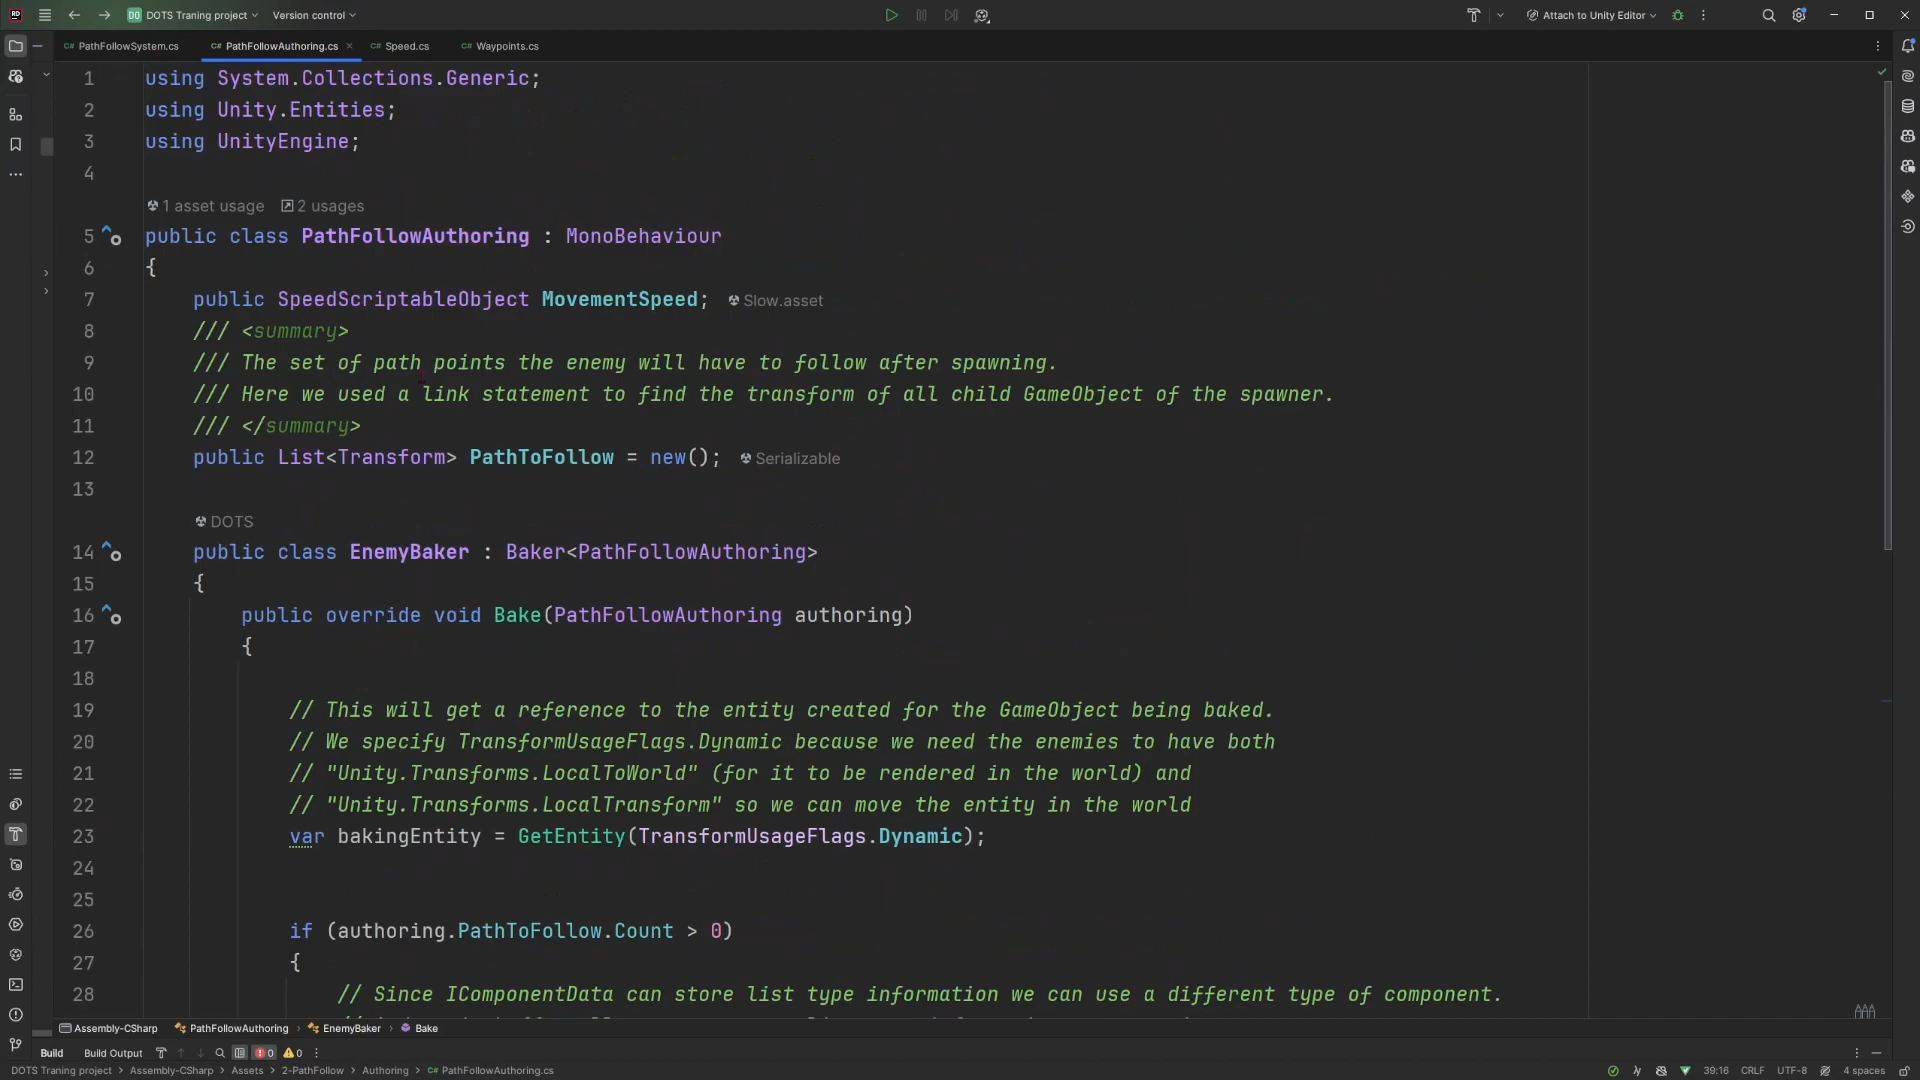 DO DOTS Traning project Version control Attach to Unity Editor
C# PathFollowSystem.cs C# PathFollowAuthoring.cs C# Speed.cs C# Waypoints.cs
1 using System.Collections.Generic;
2 using Unity.Entities;
3 using UnityEngine;
4
1 asset usage 2 usages
5 public class PathFollowAuthoring : MonoBehaviour
6 {
7 public SpeedScriptableObject MovementSpeed; Slow.asset
8 /// <summary>
9 /// The set of path points the enemy will have to follow after spawning.
10 /// Here we used a link statement to find the transform of all child GameObject of the spawner.
11 /// </summary>
12 public List<Transform> PathToFollow = new(); Serializable
13
DOTS
14 public class EnemyBaker : Baker<PathFollowAuthoring>
15 {
16 public override void Bake(PathFollowAuthoring authoring)
17 {
18
19 // This will get a reference to the entity created for the GameObject being baked.
20 // We specify TransformUsageFlags.Dynamic because we need the enemies to have both
21 // "Unity.Transforms.LocalToWorld" (for it to be rendered in the world) and
22 // "Unity.Transforms.LocalTransform" so we can move the entity in the world
23 var bakingEntity = GetEntity(TransformUsageFlags.Dynamic);
24
25
26 if (authoring.PathToFollow.Count > 0)
27 {
28 // Since IComponentData can store list type information we can use a different type of component.
Assembly-CSharp > PathFollowAuthoring > EnemyBaker > Bake
Build Build Output 0 0
DOTS Traning project > Assembly-CSharp > Assets > 2-PathFollow > Authoring > C# PathFollowAuthoring.cs 39:16 CRLF UTF-8 4 spaces